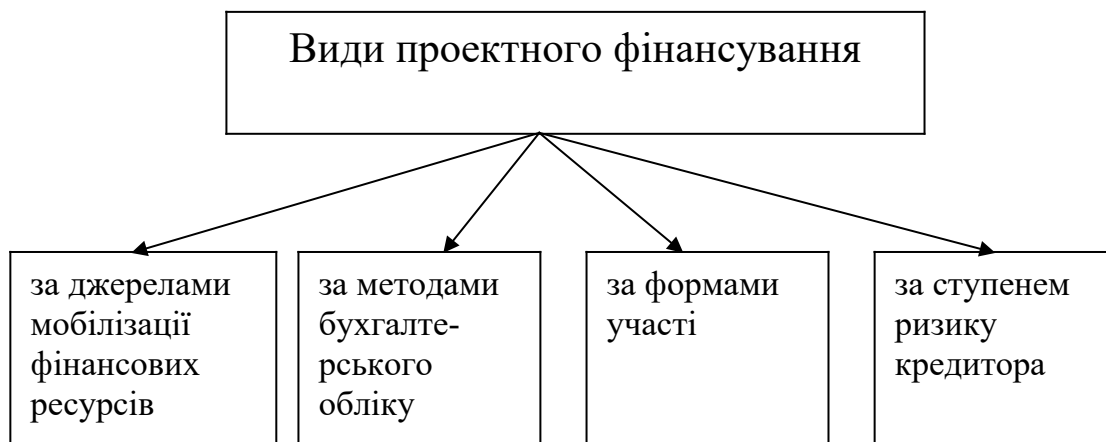 Види проектного фінансування
за джерелами
мобілізації
фінансових
ресурсів
за методами
бухгалте-
рського
обліку
за формами
участі
за ступенем
ризику
кредитора